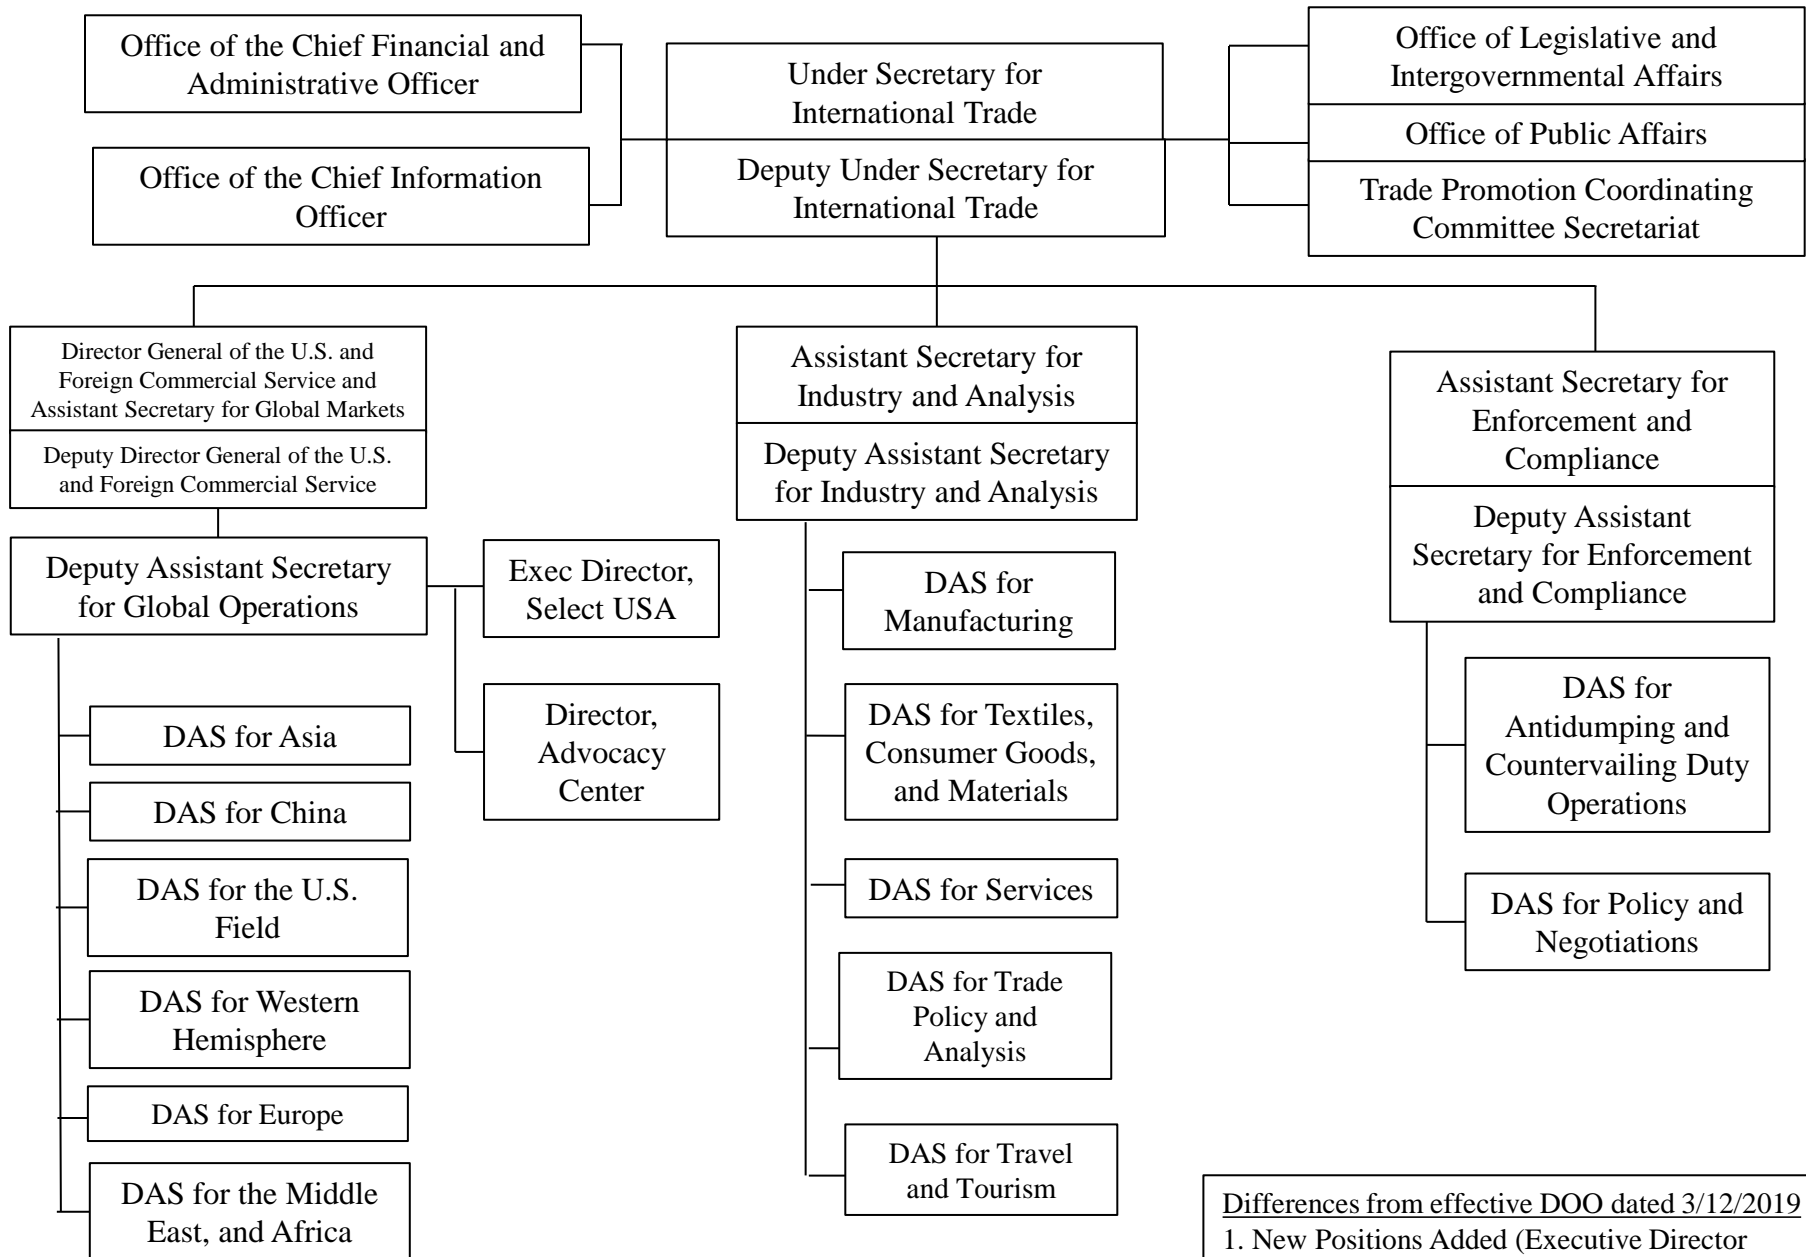 Office of the Chief Financial and
Administrative Officer
Office of the Chief Information
Officer
Under Secretary for
International Trade
Deputy Under Secretary for
International Trade
Office of Legislative and
Intergovernmental Affairs
Office of Public Affairs
Trade Promotion Coordinating
Committee Secretariat
Director General of the U.S. and
Foreign Commercial Service and
Assistant Secretary for Global Markets
Deputy Director General of the U.S.
and Foreign Commercial Service
Deputy Assistant Secretary
for Global Operations
Exec Director,
Select USA
Director,
Advocacy
Center
DAS for Asia
DAS for China
DAS for the U.S.
Field
DAS for Western
Hemisphere
DAS for Europe
DAS for the Middle
East, and Africa
Assistant Secretary for
Industry and Analysis
Deputy Assistant Secretary
for Industry and Analysis
DAS for
Manufacturing
DAS for Textiles,
Consumer Goods,
and Materials
DAS for Services
DAS for Trade
Policy and
Analysis
DAS for Travel
and Tourism
Assistant Secretary for
Enforcement and
Compliance
Deputy Assistant
Secretary for Enforcement
and Compliance
DAS for
Antidumping and
Countervailing Duty
Operations
DAS for Policy and
Negotiations
Differences from effective DOO dated 3/12/2019
1. New Positions Added (Executive Director